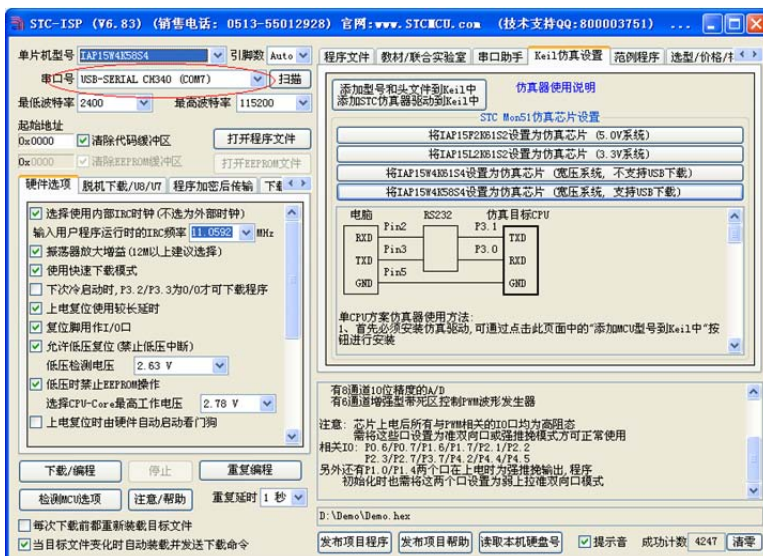 STC-ISP (V6.83) (销售电话: 0513-55012928) 官网:www.STCMCU.com (技术支持QQ:800003751) ...
单片机型号 IAP15W4K58S4 引脚数 Auto
串口号 USB-SERIAL CH340 (COM7) 扫描
最低波特率 2400 最高波特率 115200
起始地址
0x0000 清除代码缓冲区 打开程序文件
0x0000 清除EEPROM缓冲区 打开EEPROM文件
硬件选项 脱机下载/U8/U7 程序加密后传输
选择使用内部IRC时钟(不选为外部时钟)
输入用户程序运行时的IRC频率 11.0592 MHz
振荡器放大增益(12M以上建议选择)
使用快速下载模式
下次冷启动时,P3.2/P3.3为0/0才可下载程序
上电复位使用较长延时
复位脚用作I/O口
允许低压复位(禁止低压中断)
低压检测电压 2.63 V
低压时禁止EEPROM操作
选择CPU-Core最高工作电压 2.78 V
上电复位时由硬件自动启动看门狗
下载/编程 停止 重复编程
检测MCU选项 注意/帮助 重复延时 1 秒
每次下载前都重新装载目标文件
当目标文件变化时自动装载并发送下载命令
程序文件 教材/联合实验室 串口助手 Keil仿真设置 范例程序 选型/价格/
添加型号和头文件到Keil中
添加STC仿真器驱动到Keil中
仿真器使用说明
STC Mon51仿真芯片设置
将IAP15F2K61S2设置为仿真芯片 (5.0V系统)
将IAP15L2K61S2设置为仿真芯片 (3.3V系统)
将IAP15W4K61S4设置为仿真芯片 (宽压系统, 不支持USB下载)
将IAP15W4K58S4设置为仿真芯片 (宽压系统, 支持USB下载)
电脑 RS232 仿真目标CPU
RXD Pin2 P3.1 TXD
TXD Pin3 P3.0 RXD
GND Pin5 GND
单CPU方案仿真器使用方法:
1、首先必须安装仿真驱动,可通过点击此页面中的"添加MCU型号到Keil中"按
钮进行安装
有8通道10位精度的A/D
有6通道增强型带死区控制PWM波形发生器
注意: 芯片上电后所有与PWM相关的IO口均为高阻态
需将这些口设置为准双向口或强推挽模式方可正常使用
相关IO: P0.6/P0.7/P1.6/P1.7/P2.1/P2.2
P2.3/P2.7/P3.7/P4.2/P4.4/P4.5
另外还有P1.0/P1.4两个口在上电时为强推挽输出,程序
初始化时也需将这两个口设置为弱上拉准双向口模式
D:\Demo\Demo.hex
发布项目程序 发布项目帮助 读取本机硬盘号 提示音 成功计数 4247 清零